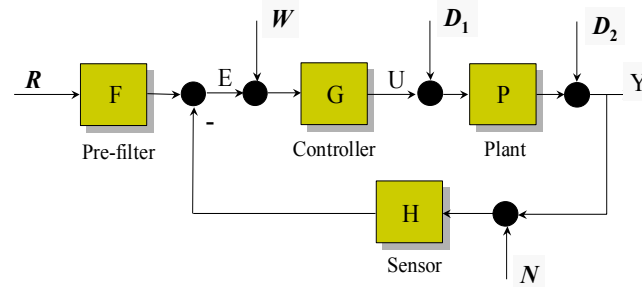 W
D₁
D₂
R
F
E
G
U
P
Y
-
Pre-filter
Controller
Plant
H
Sensor
N